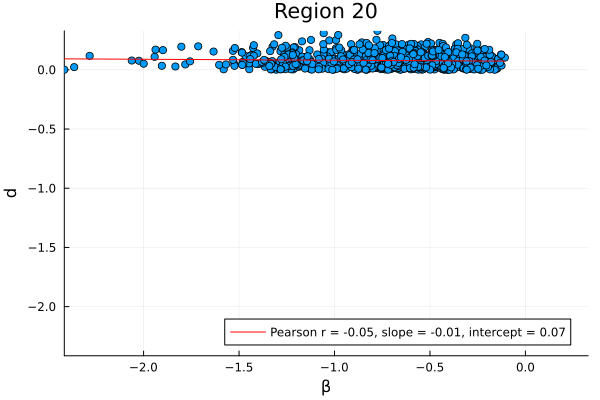 Region 20
0.0
−0.5
−1.0
−1.5
−2.0
d
Pearson r = -0.05, slope = -0.01, intercept = 0.07
−2.0 −1.5 −1.0 −0.5 0.0
β